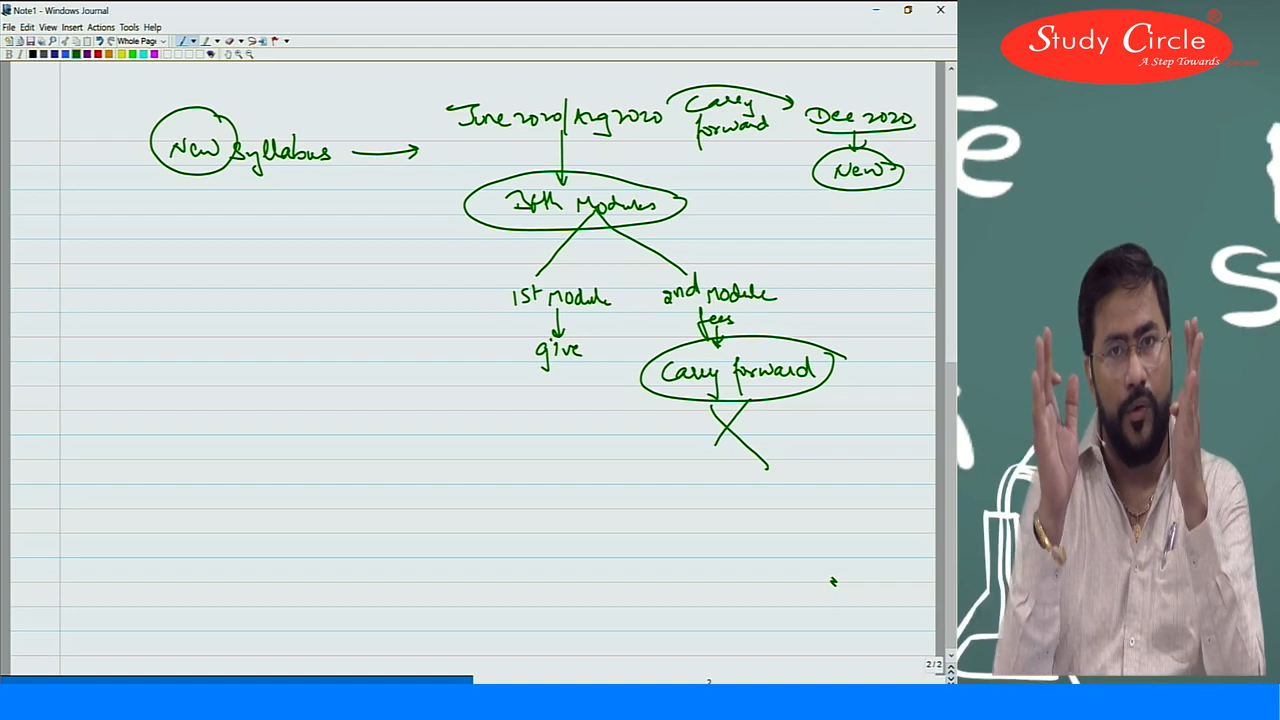 Note1 - Windows Journal
File Edit View Insert Actions Tools Help
Whole Page
B I
Study Circle
®
A Step Towards
June 2020/Aug 2020
Carry forward
Dec 2020
New Syllabus
New
Both Modules
1st Module
2nd Module
fees
give
Carry forward
2/2
2